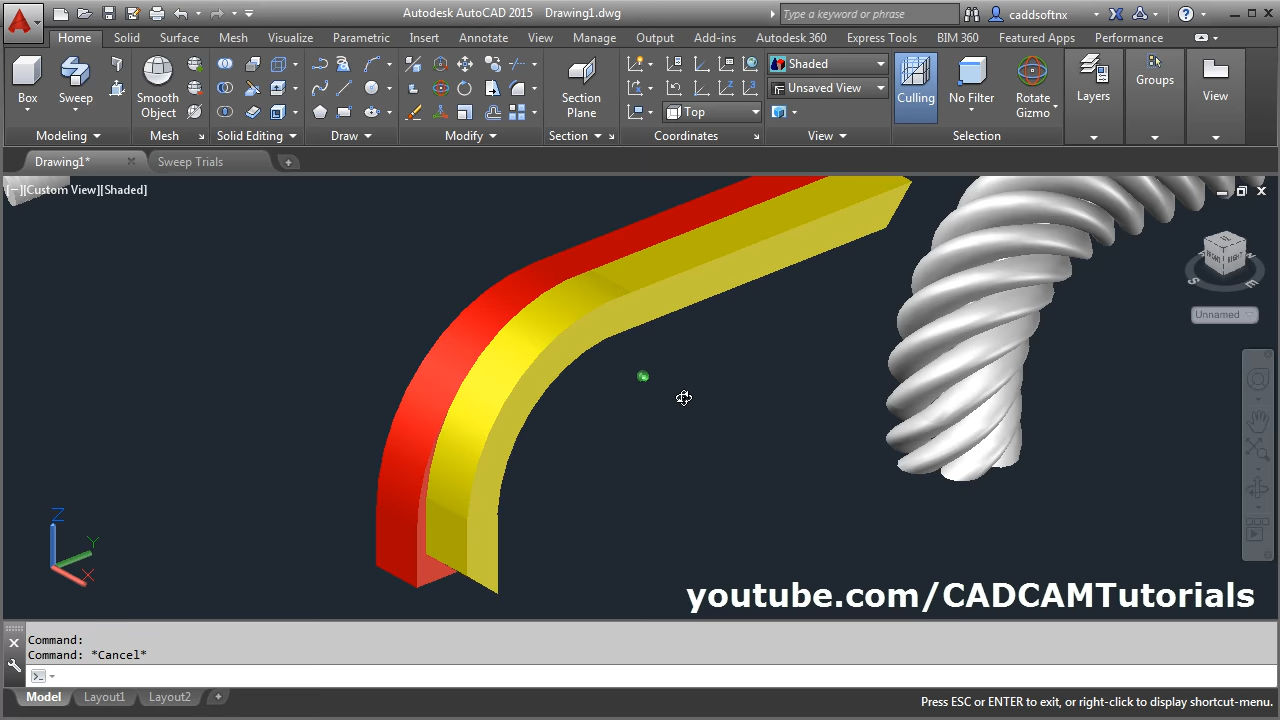 Autodesk AutoCAD 2015 Drawing1.dwg
Type a keyword or phrase
caddsoftnx
Home Solid Surface Mesh Visualize Parametric Insert Annotate View Manage Output Add-ins Autodesk 360 Express Tools BIM 360 Featured Apps Performance
Box Sweep Smooth Object Section Plane Top Shaded Unsaved View Culling No Filter Rotate Gizmo Layers Groups View
Modeling Mesh Solid Editing Draw Modify Section Coordinates View Selection
Drawing1* Sweep Trials
[−][Custom View][Shaded]
FRONT RIGHT
S E
Unnamed
Z
Y
X
youtube.com/CADCAMTutorials
Command:
Command: *Cancel*
Model Layout1 Layout2
Press ESC or ENTER to exit, or right-click to display shortcut-menu.